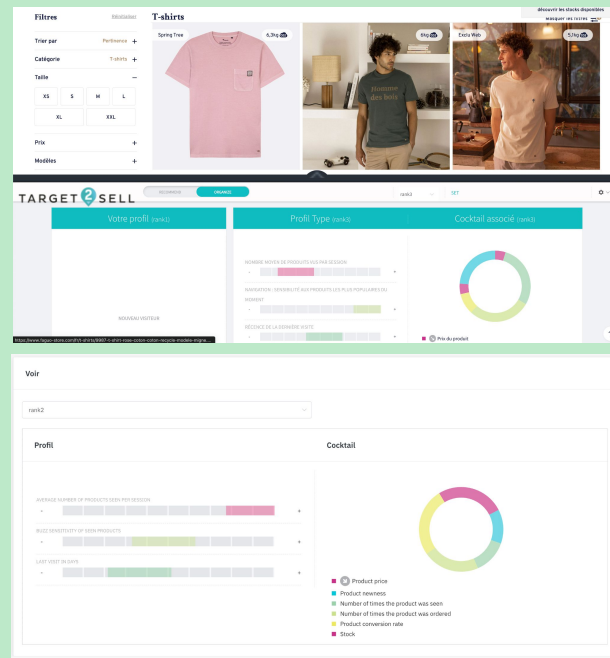 découvrir les stocks disponibles
Filtres
Réinitialiser
T-shirts
Masquer les filtres
Trier par
Pertinence +
Spring Tree
6,3kg
6kg
Exclu Web
5,1kg
Catégorie
T-shirts +
Taille
XS
S
M
L
XL
XXL
Prix
+
Modèles
+
Homme
des bois
TARGET2SELL
ORGANIZE
rank3
SET
Votre profil (rank1)
Profil Type (rank3)
Cocktail associé (rank3)
NOMBRE MOYEN DE PRODUITS VUS PAR SESSION
- +
NAVIGATION : SENSIBILITÉ AUX PRODUITS LES PLUS POPULAIRES DU
MOMENT
- +
NOUVEAU VISITEUR
RÉCENCE DE LA DERNIÈRE VISITE
- +
Prix du produit
Voir
rank2
Profil
Cocktail
AVERAGE NUMBER OF PRODUCTS SEEN PER SESSION
- +
BUZZ SENSITIVITY OF SEEN PRODUCTS
- +
LAST VISIT IN DAYS
- +
Product price
Product newness
Number of times the product was seen
Number of times the product was ordered
Product conversion rate
Stock